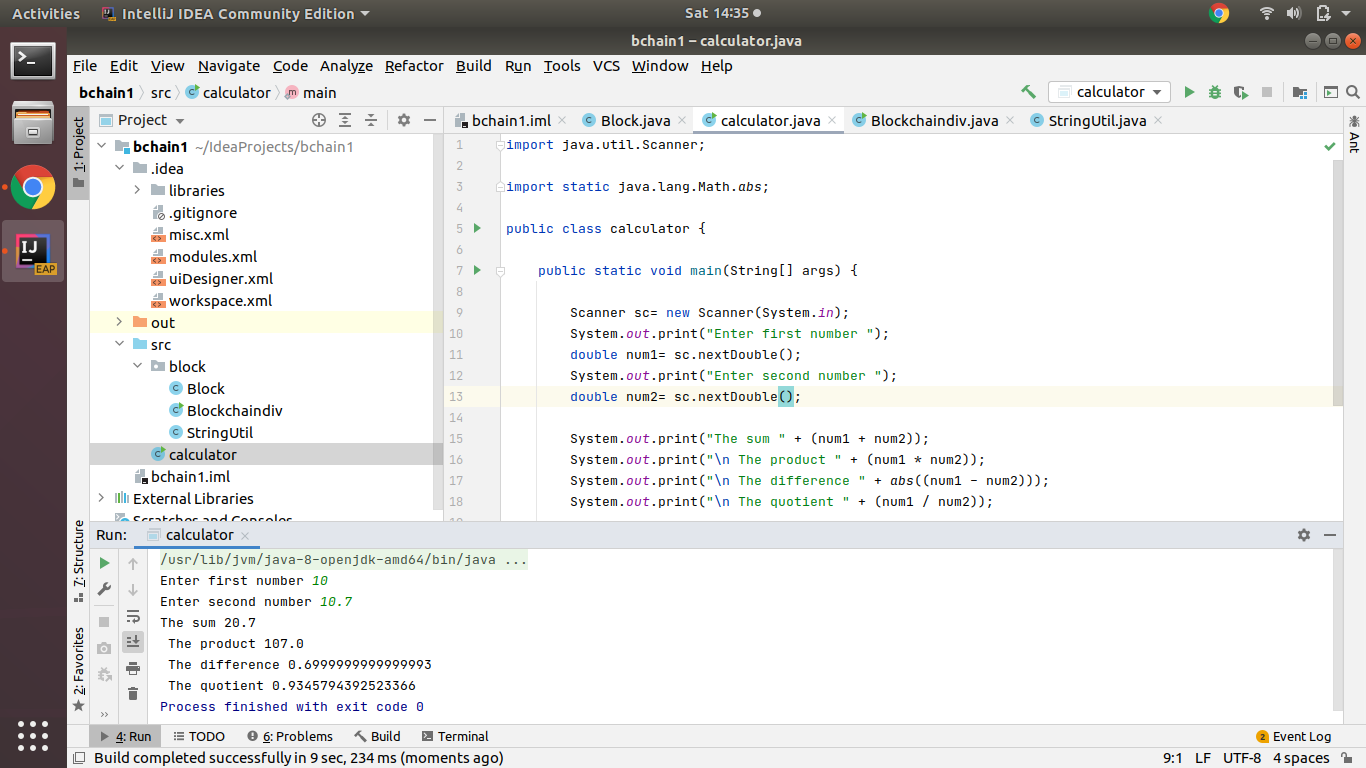 Activities IntelliJ IDEA Community Edition Sat 14:35
bchain1 – calculator.java
File Edit View Navigate Code Analyze Refactor Build Run Tools VCS Window Help
bchain1 src calculator main calculator
Project
bchain1.iml Block.java calculator.java Blockchaindiv.java StringUtil.java
1: Project
Ant
bchain1 ~/IdeaProjects/bchain1
.idea
libraries
.gitignore
misc.xml
modules.xml
uiDesigner.xml
workspace.xml
out
src
block
Block
Blockchaindiv
StringUtil
calculator
bchain1.iml
External Libraries
Scratches and Consoles
IJ
EAP
1 import java.util.Scanner;
2
3 import static java.lang.Math.abs;
4
5 public class calculator {
6
7 public static void main(String[] args) {
8
9 Scanner sc= new Scanner(System.in);
10 System.out.print("Enter first number ");
11 double num1= sc.nextDouble();
12 System.out.print("Enter second number ");
13 double num2= sc.nextDouble();
14
15 System.out.print("The sum " + (num1 + num2));
16 System.out.print("\n The product " + (num1 * num2));
17 System.out.print("\n The difference " + abs((num1 - num2)));
18 System.out.print("\n The quotient " + (num1 / num2));
7: Structure
2: Favorites
Run: calculator
/usr/lib/jvm/java-8-openjdk-amd64/bin/java ...
Enter first number 10
Enter second number 10.7
The sum 20.7
The product 107.0
The difference 0.6999999999999993
The quotient 0.9345794392523366
Process finished with exit code 0
4: Run TODO 6: Problems Build Terminal 2 Event Log
Build completed successfully in 9 sec, 234 ms (moments ago) 9:1 LF UTF-8 4 spaces